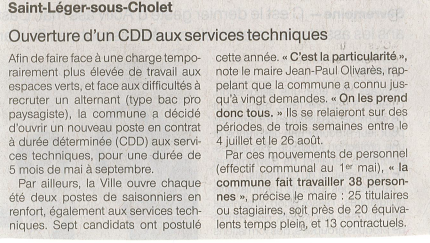 Saint-Léger-sous-Cholet
Ouverture d'un CDD aux services techniques
Afin de faire face à une charge tempo-
rairement plus élevée de travail aux
espaces verts, et face aux difficultés à
recruter un alternant (type bac pro
paysagiste), la commune a décidé
d'ouvrir un nouveau poste en contrat
à durée déterminée (CDD) aux servi-
ces techniques, pour une durée de
5 mois de mai à septembre.
Par ailleurs, la Ville ouvre chaque
été deux postes de saisonniers en
renfort, également aux services tech-
niques. Sept candidats ont postulé
cette année. « C'est la particularité »,
note le maire Jean-Paul Olivarès, rap-
pelant que la commune a connu jus-
qu'à vingt demandes. « On les prend
donc tous. » Ils se relaieront sur des
périodes de trois semaines entre le
4 juillet et le 26 août.
Par ces mouvements de personnel
(effectif communal au 1er mai), « la
commune fait travailler 38 person-
nes », précise le maire : 25 titulaires
ou stagiaires, soit près de 20 équiva-
lents temps plein, et 13 contractuels.